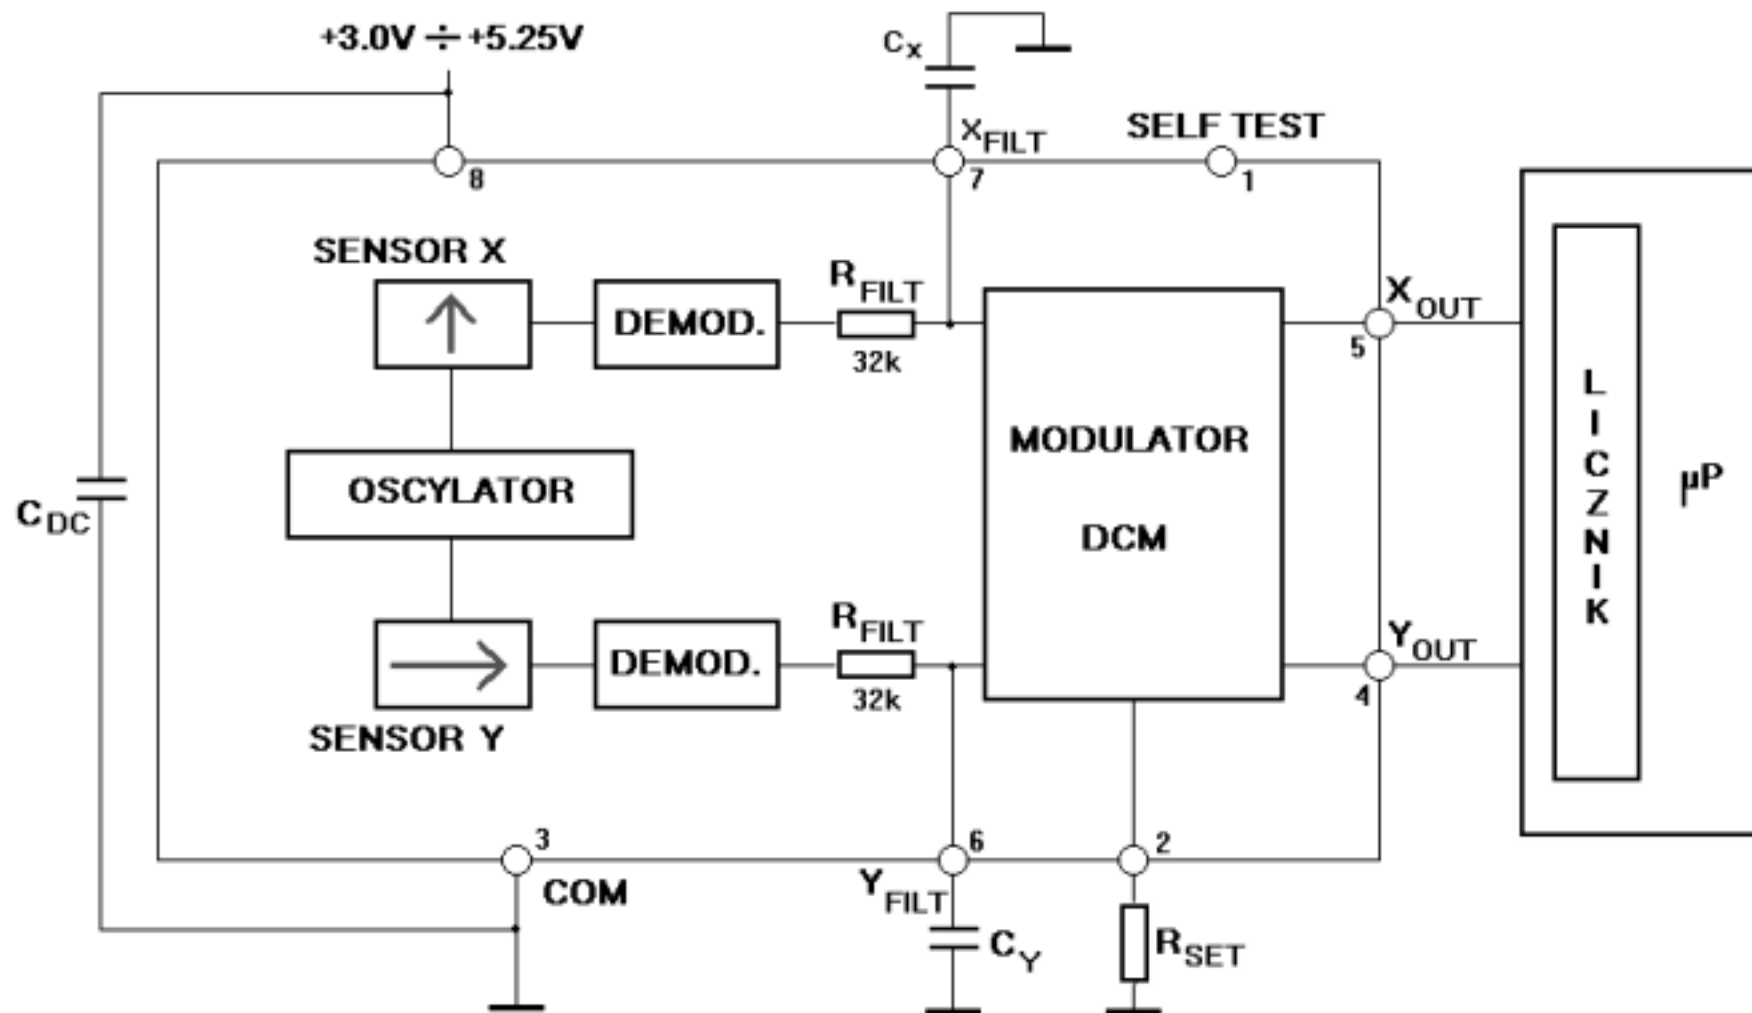 +3.0V ÷ +5.25V
CX
XFILT
SELF TEST
8
7
1
SENSOR X
RFILT
DEMOD.
32k
XOUT
5
MODULATOR
DCM
OSCYLATOR
CDC
LICZNIK
µP
RFILT
DEMOD.
32k
YOUT
4
SENSOR Y
3
COM
6
2
YFILT
CY
RSET